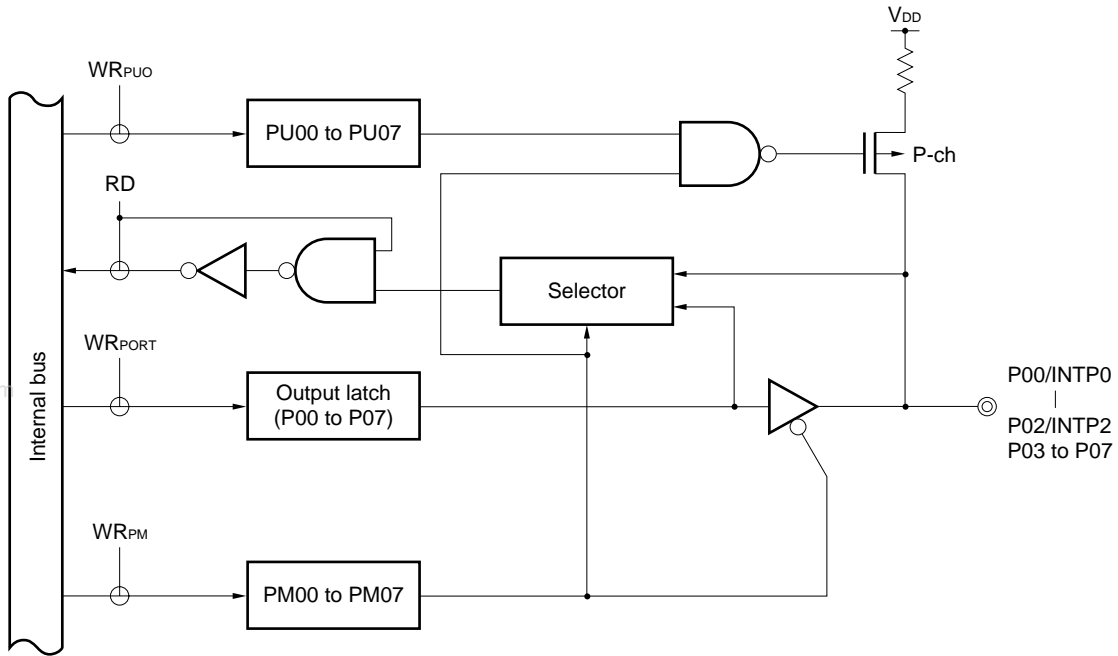 VDD
WRPUO
PU00 to PU07
P-ch
RD
Selector
WRPORT
Internal bus
m
Output latch
(P00 to P07)
P00/INTP0
P02/INTP2
P03 to P07
WRPM
PM00 to PM07